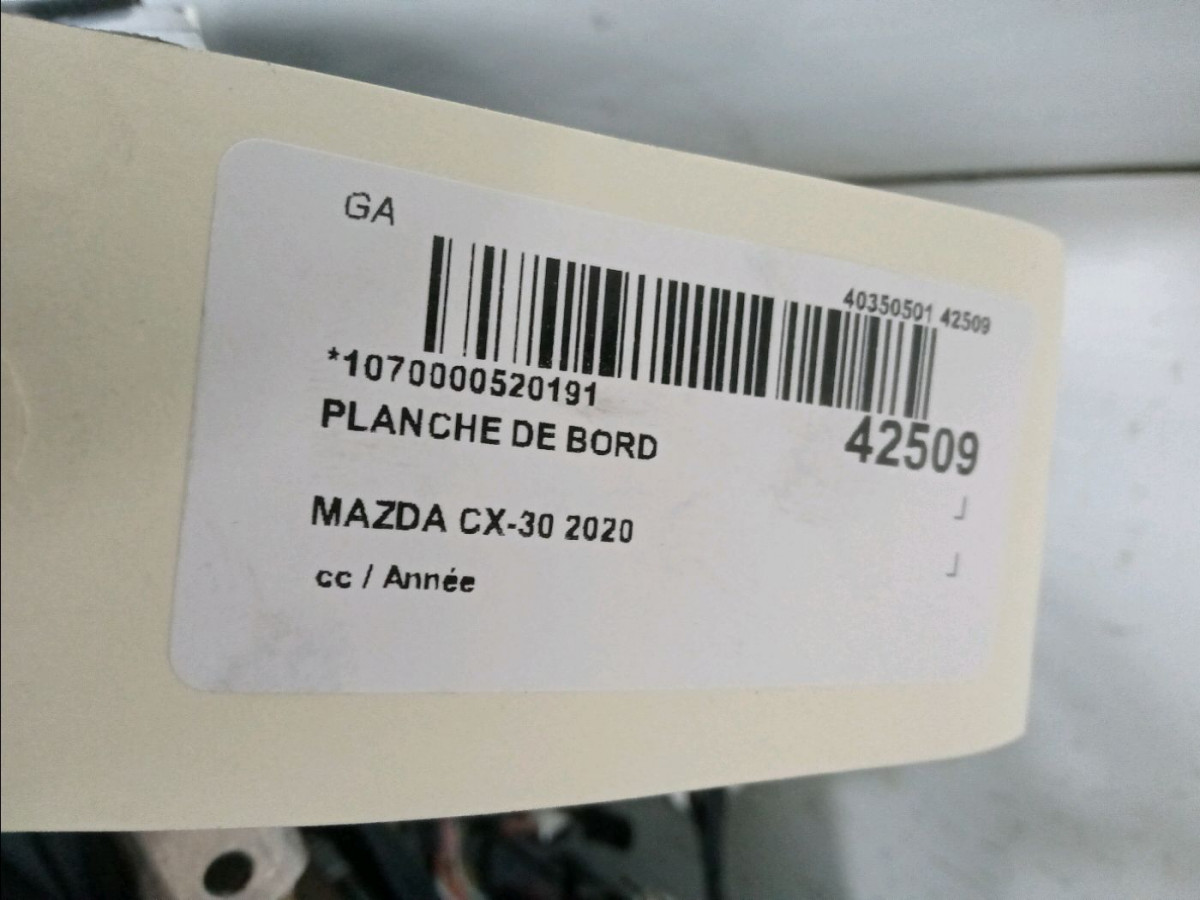 GA
40350501 42509
*1070000520191
PLANCHE DE BORD
42509
MAZDA CX-30 2020
cc / Année